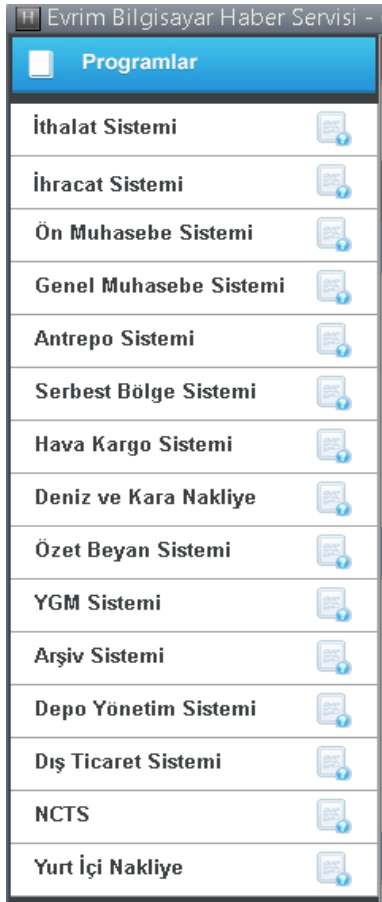 Evrim Bilgisayar Haber Servisi -
Programlar
İthalat Sistemi
İhracat Sistemi
Ön Muhasebe Sistemi
Genel Muhasebe Sistemi
Antrepo Sistemi
Serbest Bölge Sistemi
Hava Kargo Sistemi
Deniz ve Kara Nakliye
Özet Beyan Sistemi
YGM Sistemi
Arşiv Sistemi
Depo Yönetim Sistemi
Dış Ticaret Sistemi
NCTS
Yurt İçi Nakliye